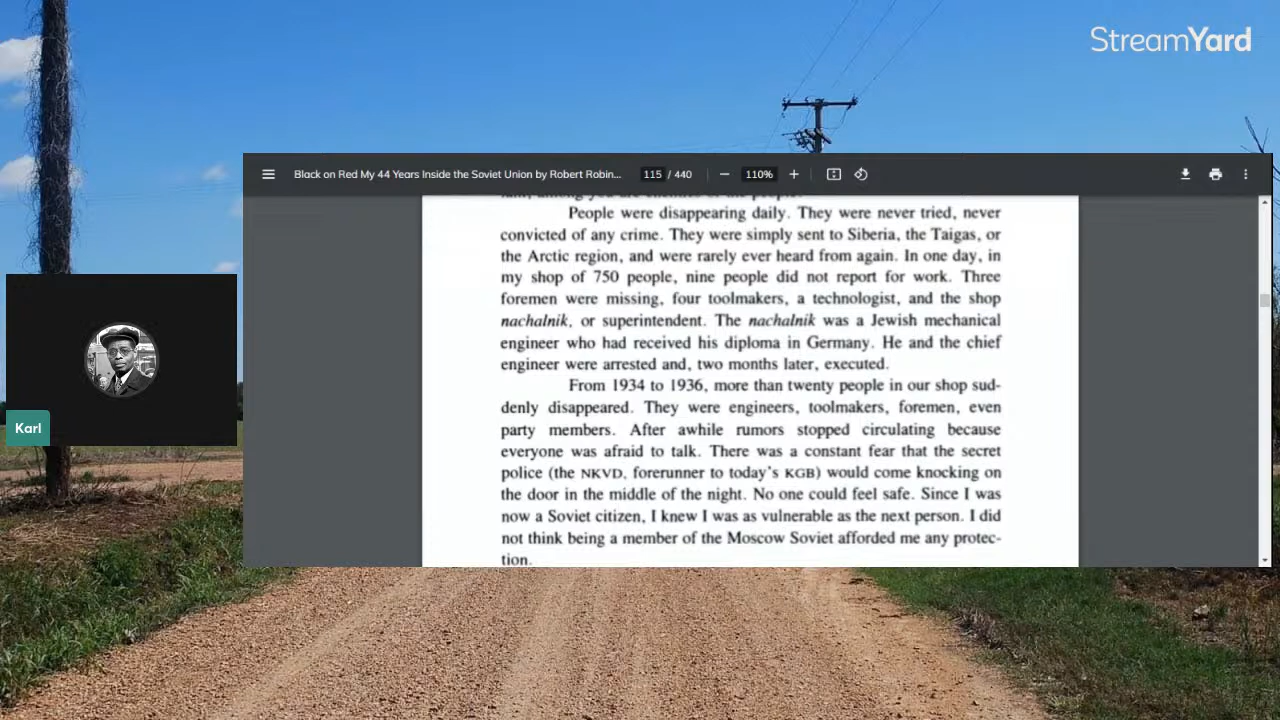 StreamYard
Black on Red My 44 Years Inside the Soviet Union by Robert Robin...
115 / 440
110%
People were disappearing daily. They were never tried, never
convicted of any crime. They were simply sent to Siberia, the Taigas, or
the Arctic region, and were rarely ever heard from again. In one day, in
my shop of 750 people, nine people did not report for work. Three
foremen were missing, four toolmakers, a technologist, and the shop
nachalnik, or superintendent. The nachalnik was a Jewish mechanical
engineer who had received his diploma in Germany. He and the chief
engineer were arrested and, two months later, executed.
From 1934 to 1936, more than twenty people in our shop sud-
denly disappeared. They were engineers, toolmakers, foremen, even
party members. After awhile rumors stopped circulating because
everyone was afraid to talk. There was a constant fear that the secret
police (the NKVD, forerunner to today's KGB) would come knocking on
the door in the middle of the night. No one could feel safe. Since I was
now a Soviet citizen, I knew I was as vulnerable as the next person. I did
not think being a member of the Moscow Soviet afforded me any protec-
tion.
Karl